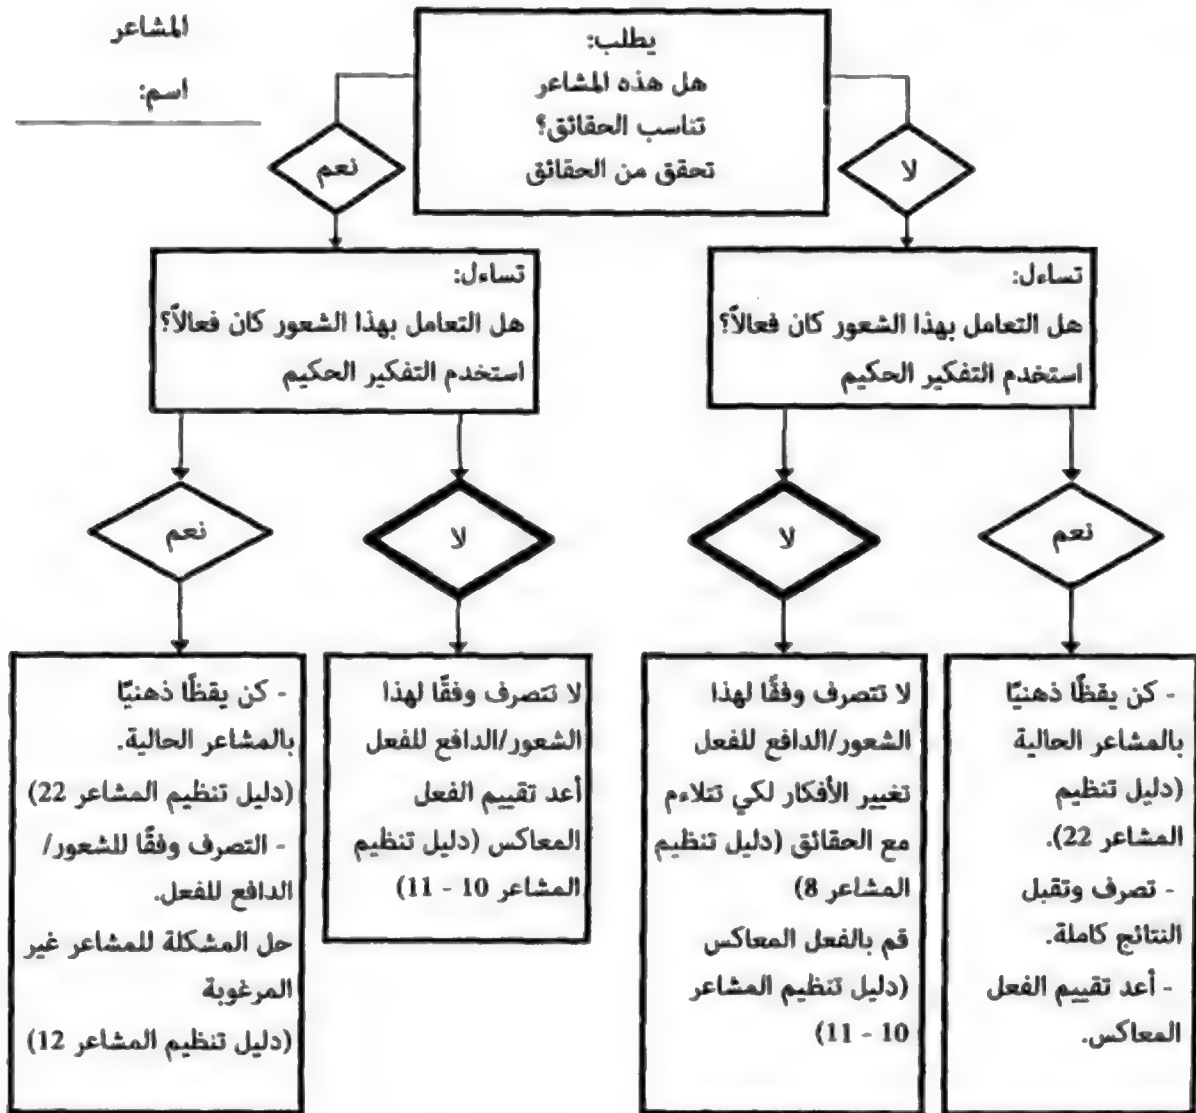 المشاعر
اسم:
يطلب:
هل هذه المشاعر
تناسب الحقائق؟
تحقق من الحقائق
لا
نعم
تساءل:
هل التعامل بهذا الشعور كان فعالاً؟
استخدم التفكير الحكيم
تساءل:
هل التعامل بهذا الشعور كان فعالاً؟
استخدم التفكير الحكيم
نعم
لا
لا
نعم
- كن يقظًا ذهنيًا
بالمشاعر الحالية
(دليل تنظيم
المشاعر 22).
- تصرف وتقبل
النتائج كاملة.
- أعد تقييم الفعل
المعاكس.
لا تتصرف وفقًا لهذا
الشعور/الدافع للفعل
تغيير الأفكار لكي تتلاءم
مع الحقائق (دليل تنظيم
المشاعر 8)
قم بالفعل المعاكس
(دليل تنظيم المشاعر
10 - 11)
لا تتصرف وفقًا لهذا
الشعور/الدافع للفعل
أعد تقييم الفعل
المعاكس (دليل تنظيم
المشاعر 10 - 11)
- كن يقظًا ذهنيًا
بالمشاعر الحالية.
(دليل تنظيم المشاعر 22)
- التصرف وفقًا للشعور/
الدافع للفعل.
حل المشكلة للمشاعر غير
المرغوبة
(دليل تنظيم المشاعر 12)